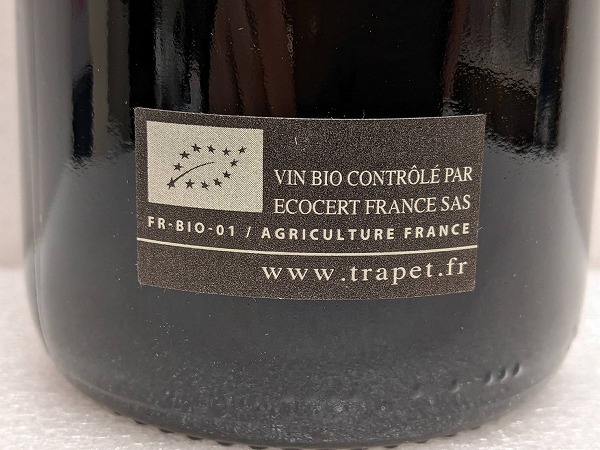 VIN BIO CONTRÔLÉ PAR
ECOCERT FRANCE SAS
FR-BIO-01 / AGRICULTURE FRANCE
www.trapet.fr